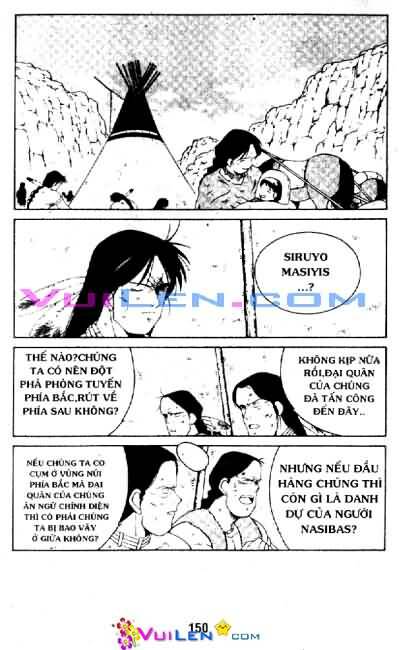 SIRUYO
MASIYIS
...?
VUILEN.COM
THẾ NÀO?CHÚNG
TA CÓ NÊN ĐỘT
PHÁ PHÒNG TUYẾN
PHÍA BẮC,RÚT VỀ
PHÍA SAU KHÔNG?
KHÔNG KỊP NỮA
RỒI,ĐẠI QUÂN
CỦA CHÚNG
ĐÃ TẤN CÔNG
ĐẾN ĐÂY..
NẾU CHÚNG TA CO
CỤM Ở VÙNG NÚI
PHÍA BẮC MÀ ĐẠI
QUÂN CỦA CHÚNG
ÁN NGỮ CHÍNH DIỆN
THÌ CÓ PHẢI CHÚNG
TA BỊ BAO VÂY
Ở GIỮA KHÔNG?
NHƯNG NẾU ĐẦU
HÀNG CHÚNG THÌ
CÒN GÌ LÀ DANH
DỰ CỦA NGƯỜI
NASIBAS?
150
VUILEN.COM